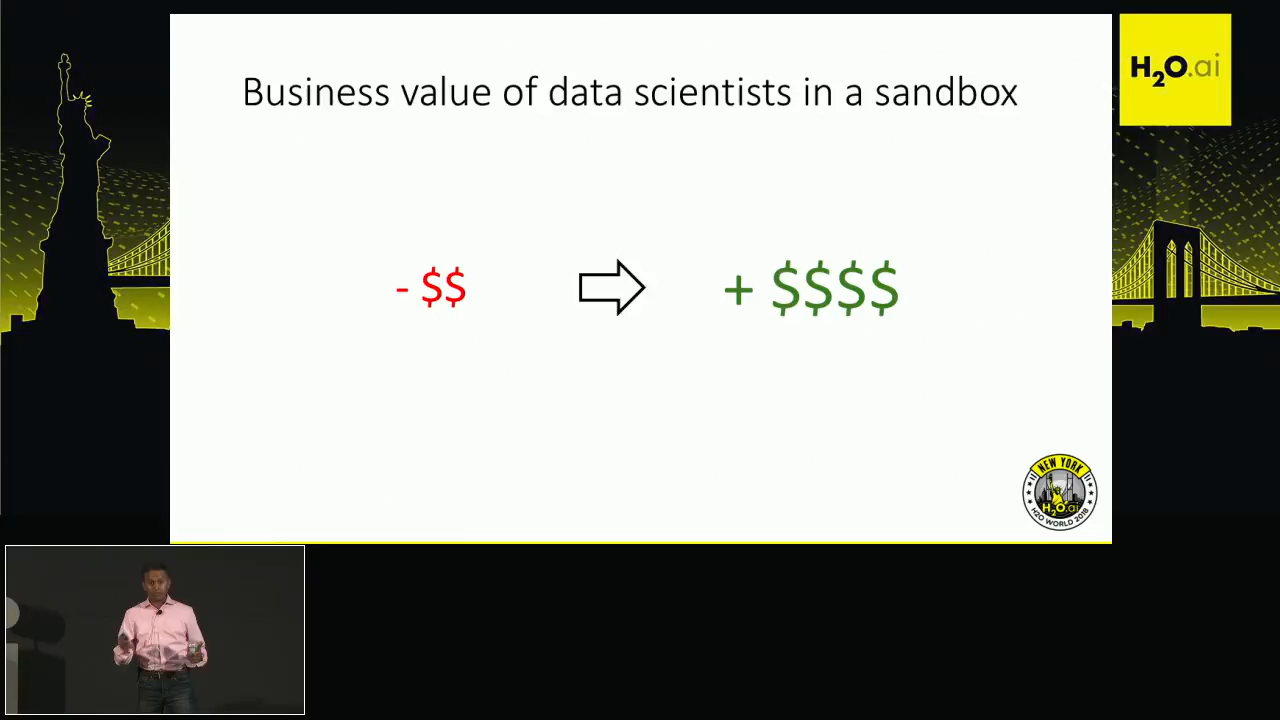 Business value of data scientists in a sandbox
H2O.ai
- $$
+ $$$$
NEW YORK
H2O.ai
H2O WORLD 2018